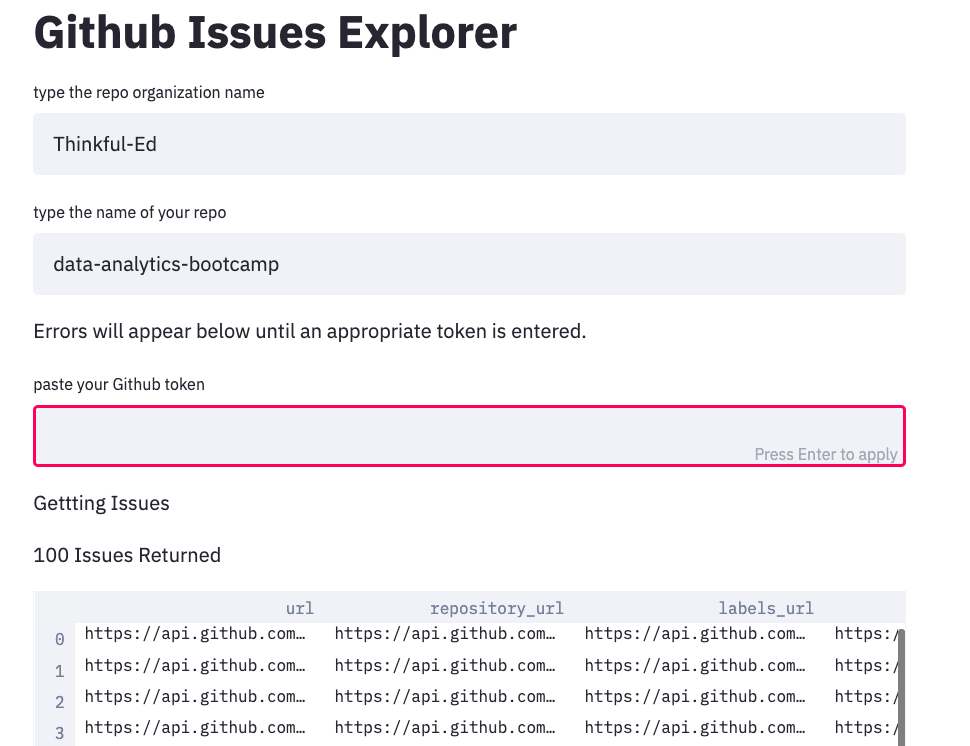 Github Issues Explorer
type the repo organization name
Thinkful-Ed
type the name of your repo
data-analytics-bootcamp
Errors will appear below until an appropriate token is entered.
paste your Github token
Press Enter to apply
Gettting Issues
100 Issues Returned
url repository_url labels_url
0 https://api.github.com… https://api.github.com… https://api.github.com… https:/
1 https://api.github.com… https://api.github.com… https://api.github.com… https:/
2 https://api.github.com… https://api.github.com… https://api.github.com… https:/
3 https://api.github.com… https://api.github.com… https://api.github.com… https:/